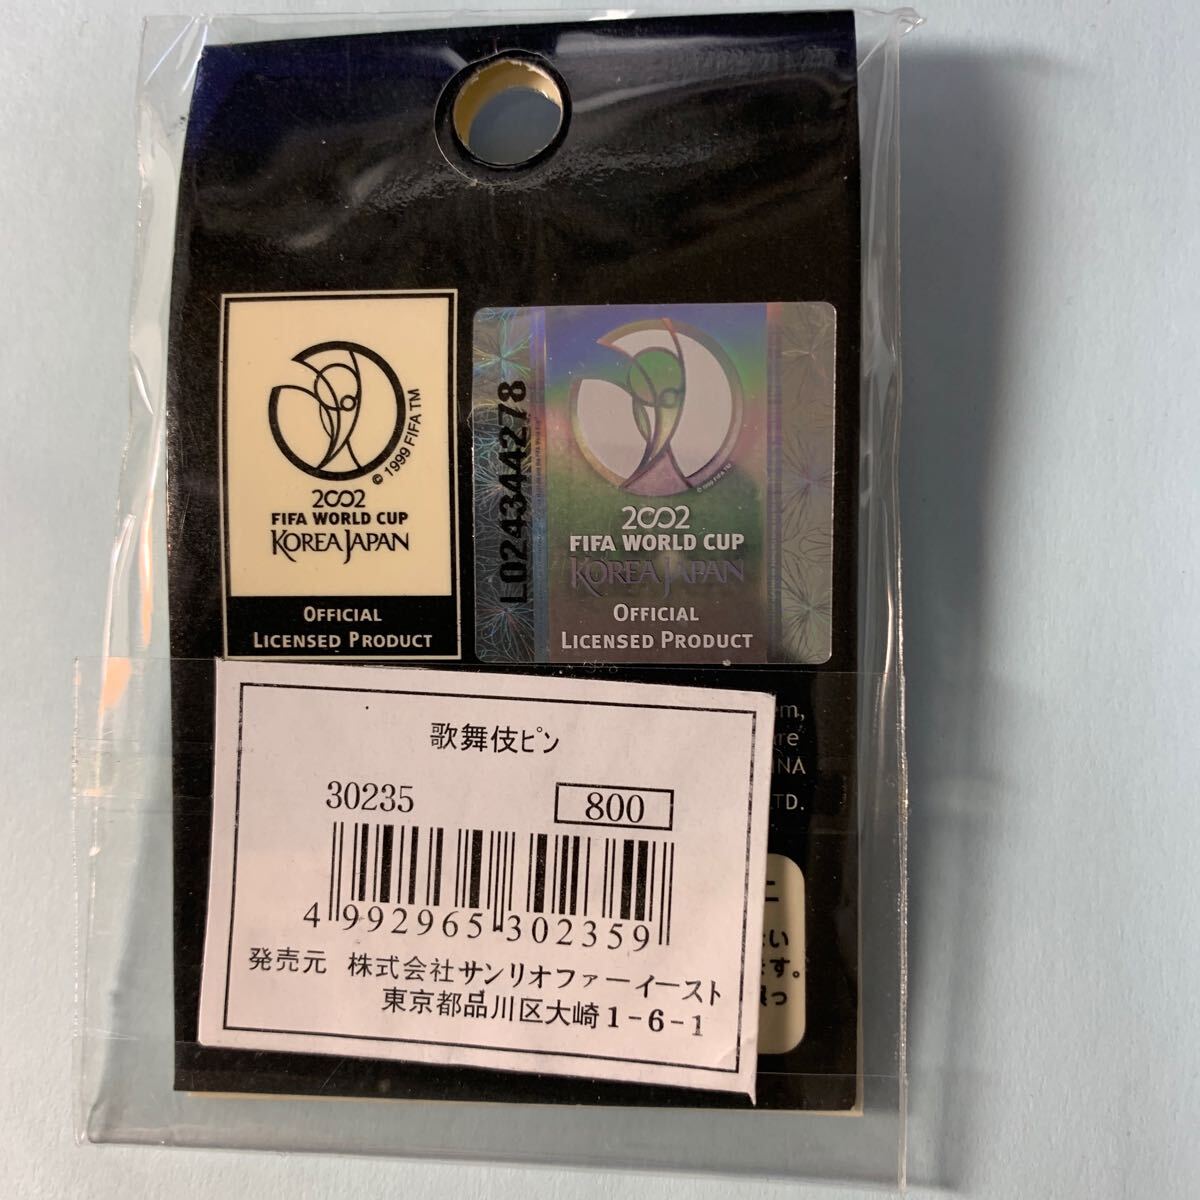 © 1999 FIFA TM
2002
FIFA WORLD CUP
KOREA JAPAN
OFFICIAL
LICENSED PRODUCT
L024344278
2002
FIFA WORLD CUP
KOREA JAPAN
OFFICIAL
LICENSED PRODUCT
歌舞伎ピン
30235
800
4 992965 302359
発売元 株式会社サンリオファーイースト
東京都品川区大崎1-6-1
LTD.